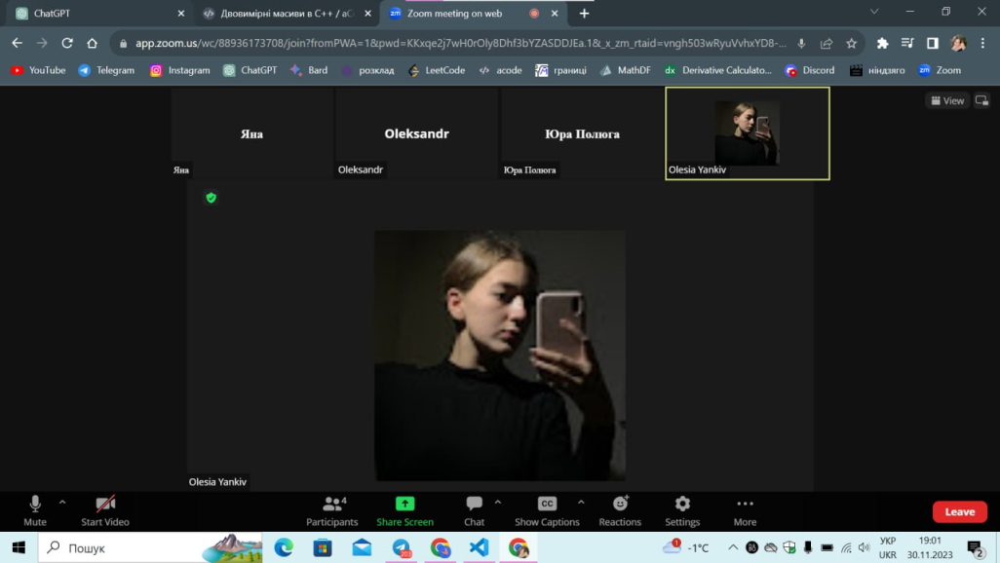 ChatGPT
Двовимірні масиви в C++ / aC
Zoom meeting on web
app.zoom.us/wc/88936173708/join?fromPWA=1&pwd=KKxqe2j7wH0rOly8Dhf3bYZASDDJEa.1&_x_zm_rtaid=vngh503wRyuVvhxYD8-...
YouTube Telegram Instagram ChatGPT Bard розклад LeetCode acode границі MathDF Derivative Calculato... Discord ніндзяго Zoom
View
Яна
Oleksandr
Юра Полюга
Яна
Oleksandr
Юра Полюга
Olesia Yankiv
Olesia Yankiv
4
CC
Mute
Start Video
Participants
Share Screen
Chat
Show Captions
Reactions
Settings
More
Leave
Пошук
-1°C
УКР
UKR
19:01
30.11.2023
2